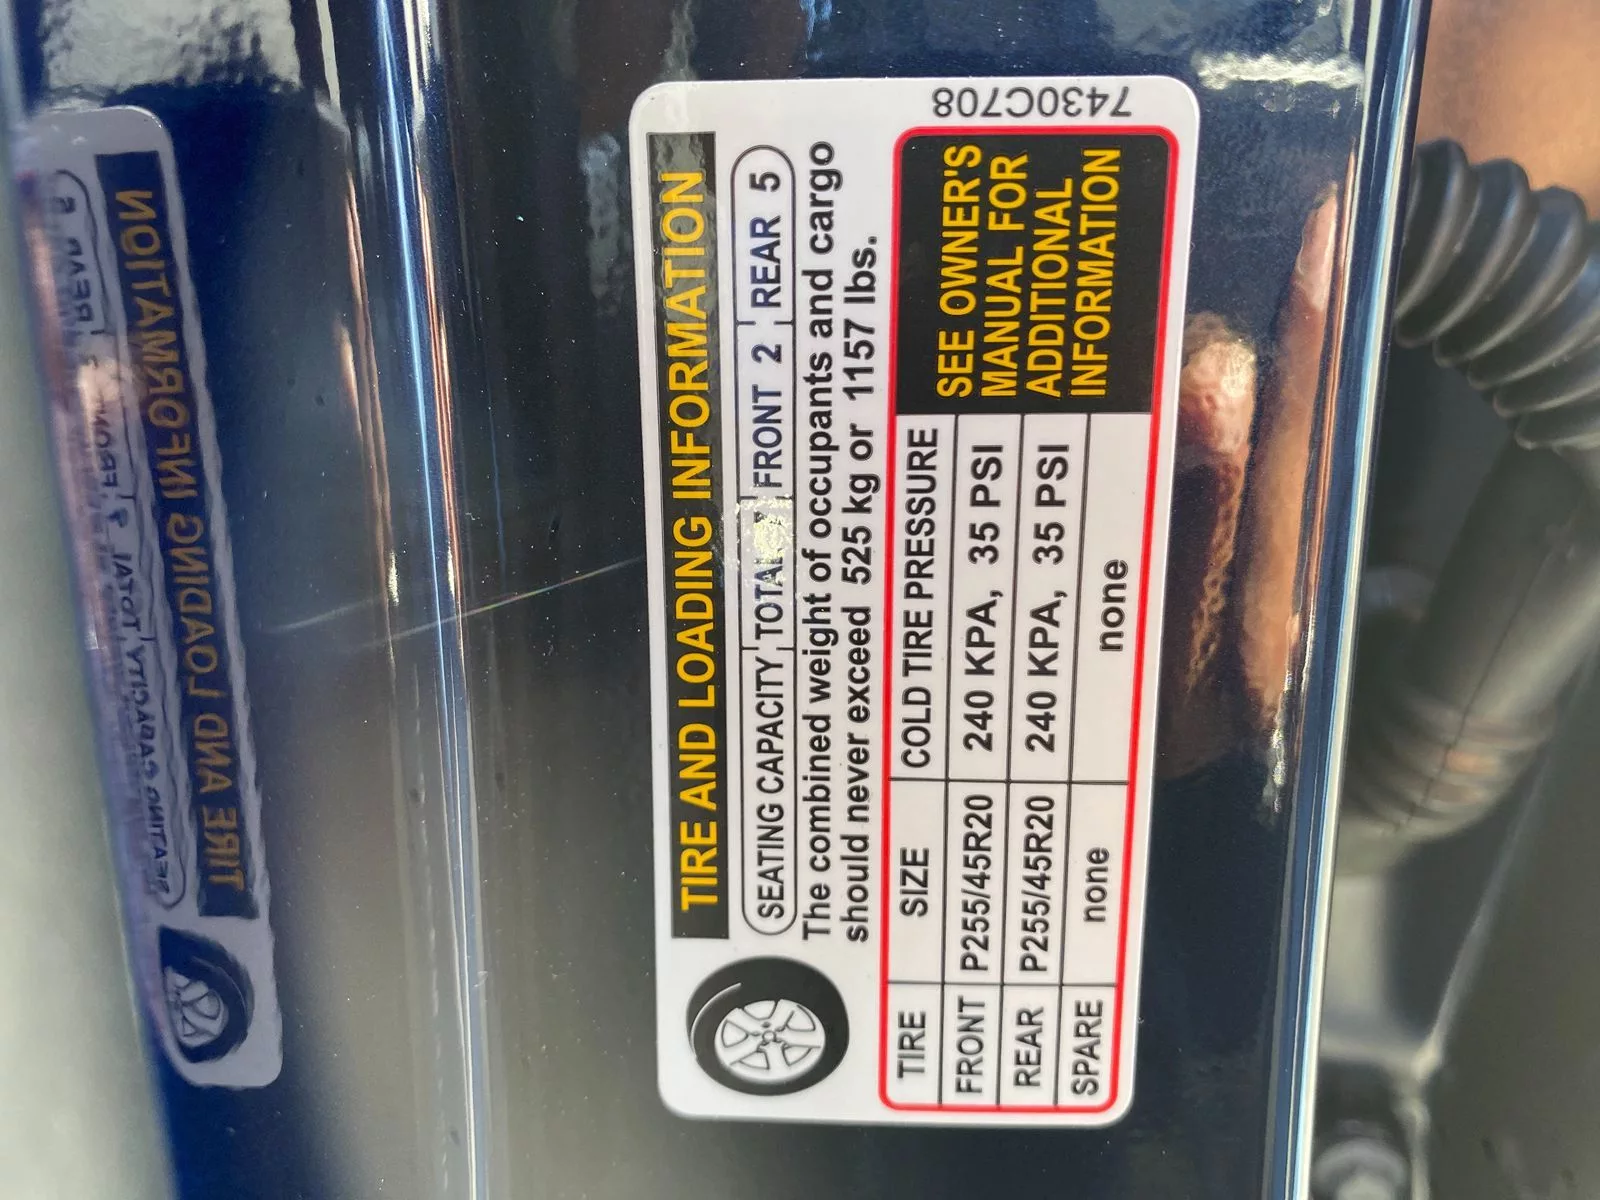 TIRE AND LOADING INFORMATION
SEATING CAPACITY TOTAL FRONT 2 REAR 5
The combined weight of occupants and cargo
should never exceed 525 kg or 1157 lbs.
TIRE SIZE COLD TIRE PRESSURE
FRONT P255/45R20 240 KPA, 35 PSI
REAR P255/45R20 240 KPA, 35 PSI
SPARE none none
SEE OWNER'S
MANUAL FOR
ADDITIONAL
INFORMATION
7430C708